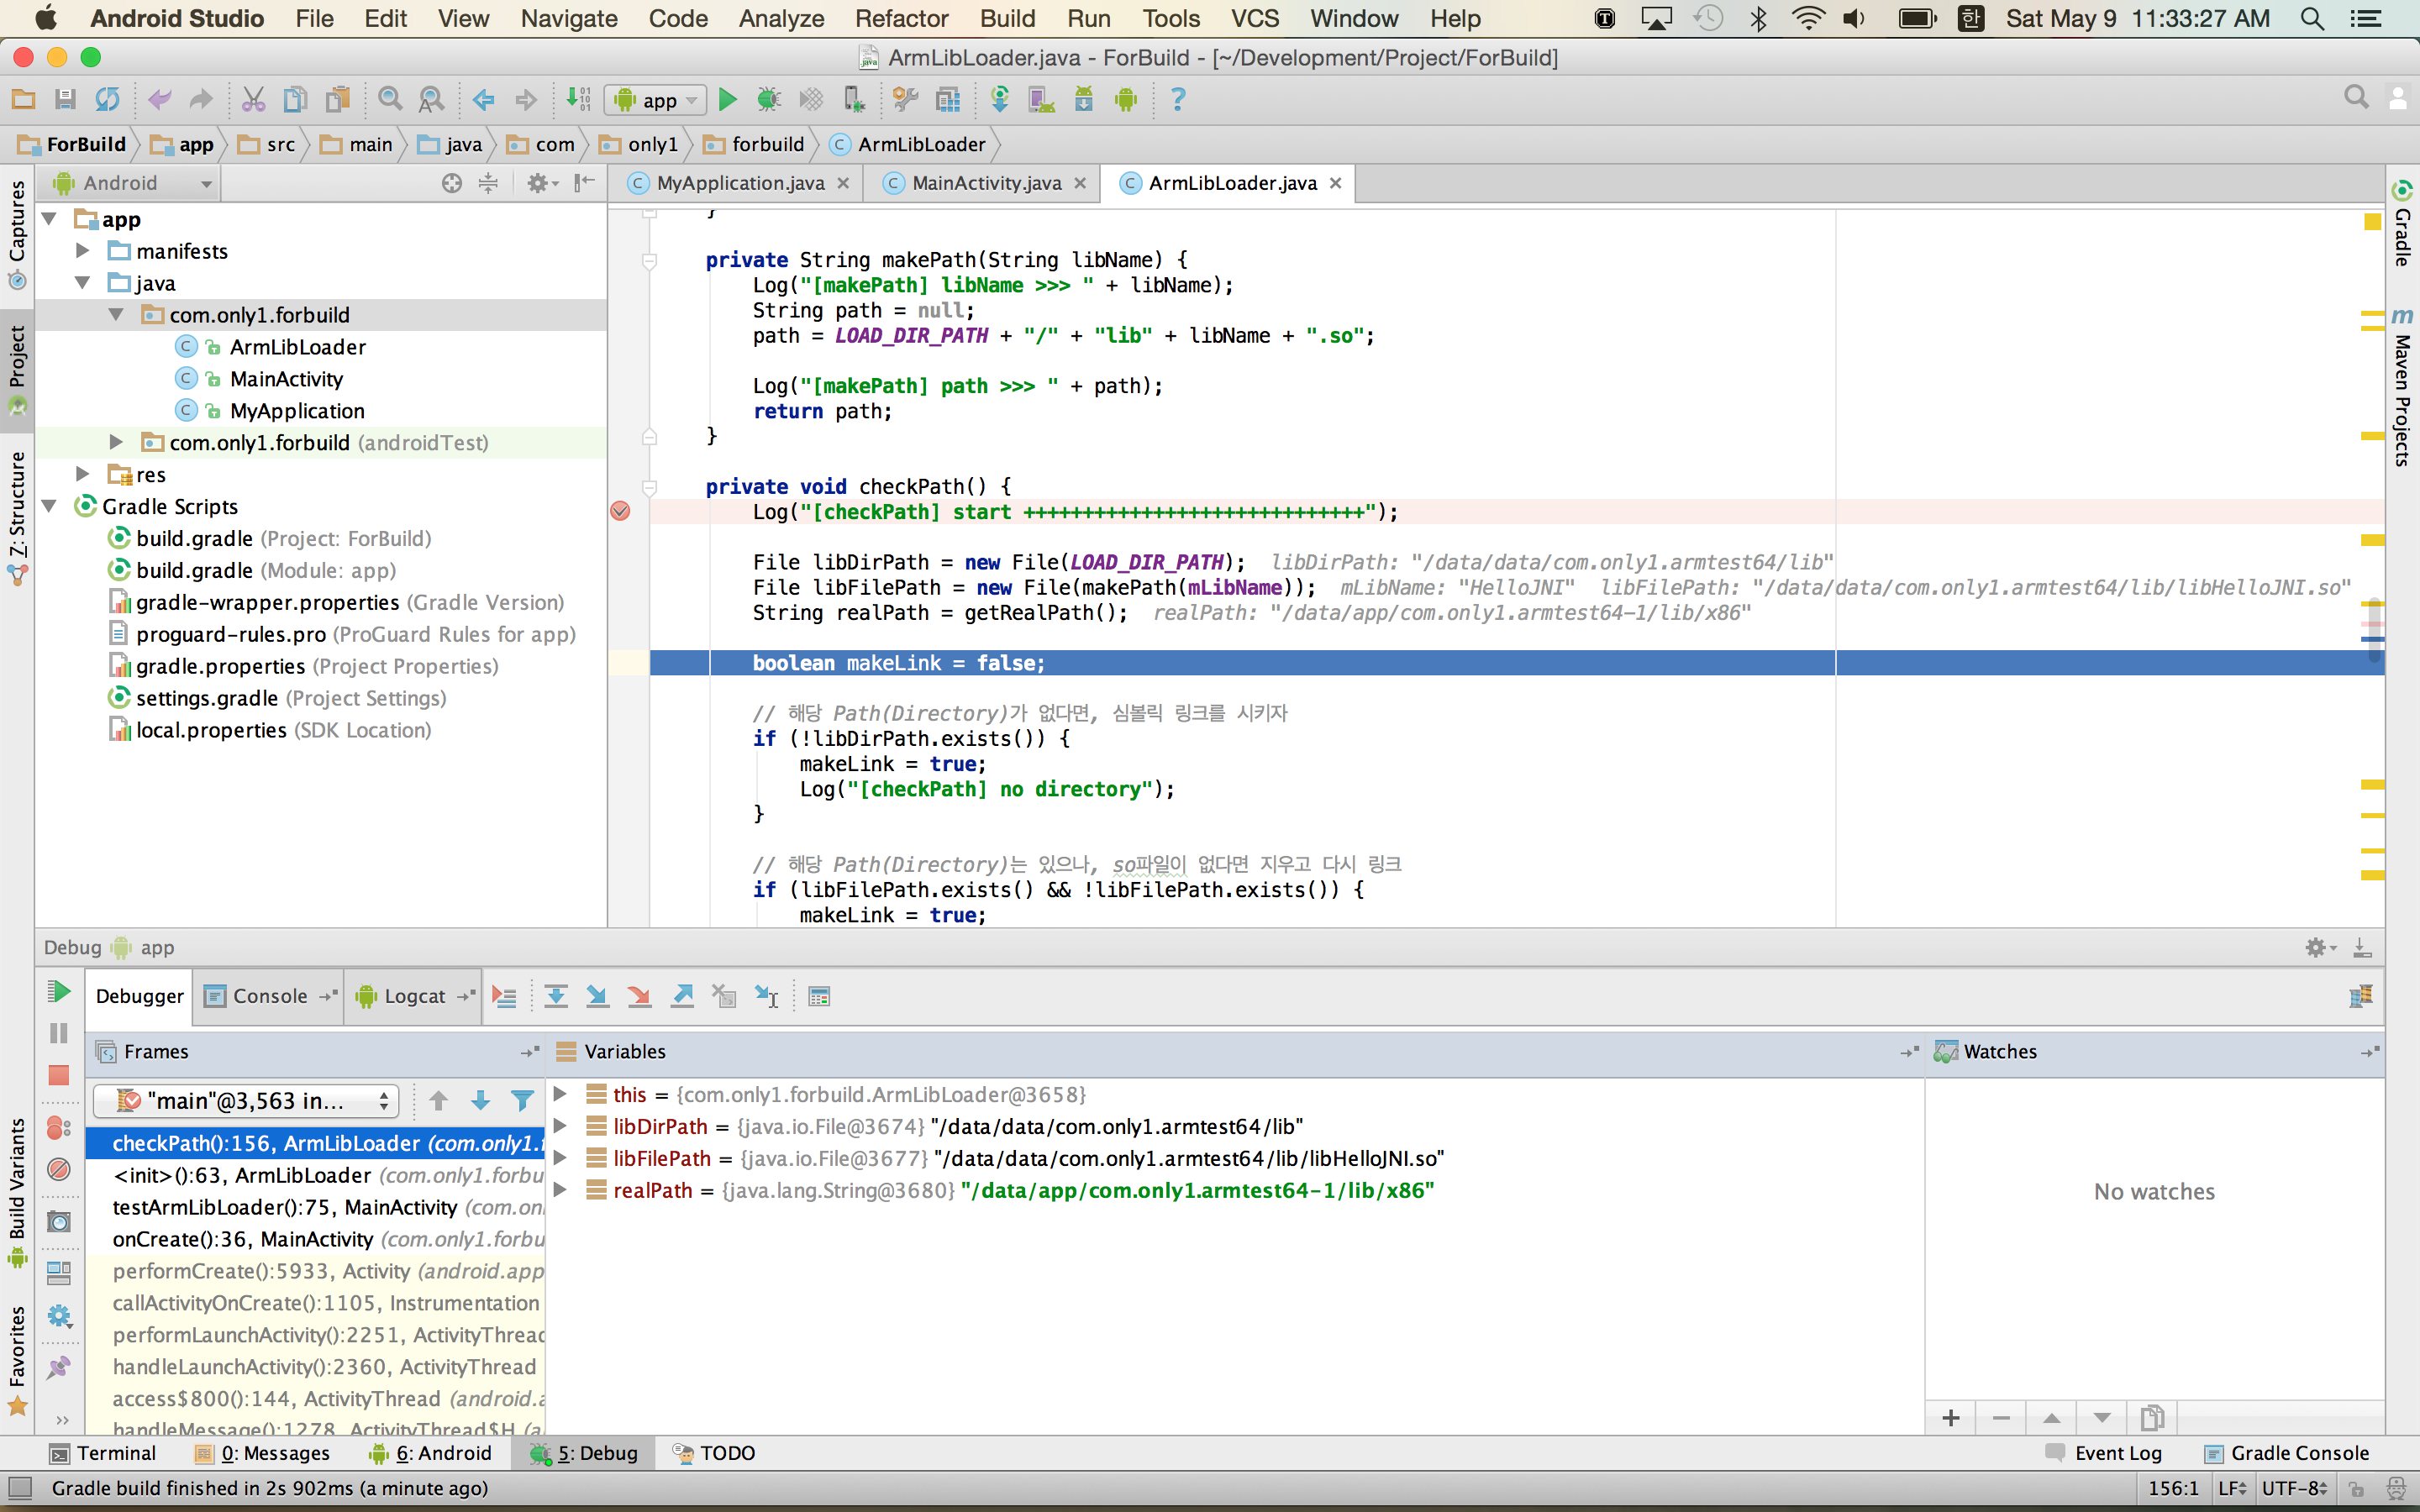 Android Studio File Edit View Navigate Code Analyze Refactor Build Run Tools VCS Window Help 한 Sat May 9 11:33:27 AM
ArmLibLoader.java - ForBuild - [~/Development/Project/ForBuild]
app
ForBuild app src main java com only1 forbuild ArmLibLoader
Android
MyApplication.java MainActivity.java ArmLibLoader.java
Captures
Project
7: Structure
Build Variants
Favorites
Gradle
Maven Projects
app
manifests
java
com.only1.forbuild
ArmLibLoader
MainActivity
MyApplication
com.only1.forbuild (androidTest)
res
Gradle Scripts
build.gradle (Project: ForBuild)
build.gradle (Module: app)
gradle-wrapper.properties (Gradle Version)
proguard-rules.pro (ProGuard Rules for app)
gradle.properties (Project Properties)
settings.gradle (Project Settings)
local.properties (SDK Location)
}
private String makePath(String libName) {
Log("[makePath] libName >>> " + libName);
String path = null;
path = LOAD_DIR_PATH + "/" + "lib" + libName + ".so";
Log("[makePath] path >>> " + path);
return path;
}
private void checkPath() {
Log("[checkPath] start +++++++++++++++++++++++++++++");
File libDirPath = new File(LOAD_DIR_PATH); libDirPath: "/data/data/com.only1.armtest64/lib"
File libFilePath = new File(makePath(mLibName)); mLibName: "HelloJNI" libFilePath: "/data/data/com.only1.armtest64/lib/libHelloJNI.so"
String realPath = getRealPath(); realPath: "/data/app/com.only1.armtest64-1/lib/x86"
boolean makeLink = false;
// 해당 Path(Directory)가 없다면, 심볼릭 링크를 시키자
if (!libDirPath.exists()) {
makeLink = true;
Log("[checkPath] no directory");
}
// 해당 Path(Directory)는 있으나, so파일이 없다면 지우고 다시 링크
if (libFilePath.exists() && !libFilePath.exists()) {
makeLink = true;
Debug app
Debugger Console Logcat
Frames
"main"@3,563 in...
checkPath():156, ArmLibLoader (com.only1.f
<init>():63, ArmLibLoader (com.only1.forbu
testArmLibLoader():75, MainActivity (com.on
onCreate():36, MainActivity (com.only1.forbu
performCreate():5933, Activity (android.app
callActivityOnCreate():1105, Instrumentation
performLaunchActivity():2251, ActivityThread
handleLaunchActivity():2360, ActivityThread
access$800():144, ActivityThread (android.a
handleMessage():1278, ActivityThread$H (a
Variables
this = {com.only1.forbuild.ArmLibLoader@3658}
libDirPath = {java.io.File@3674} "/data/data/com.only1.armtest64/lib"
libFilePath = {java.io.File@3677} "/data/data/com.only1.armtest64/lib/libHelloJNI.so"
realPath = {java.lang.String@3680} "/data/app/com.only1.armtest64-1/lib/x86"
Watches
No watches
Terminal 0: Messages 6: Android 5: Debug TODO Event Log Gradle Console
Gradle build finished in 2s 902ms (a minute ago) 156:1 LF UTF-8